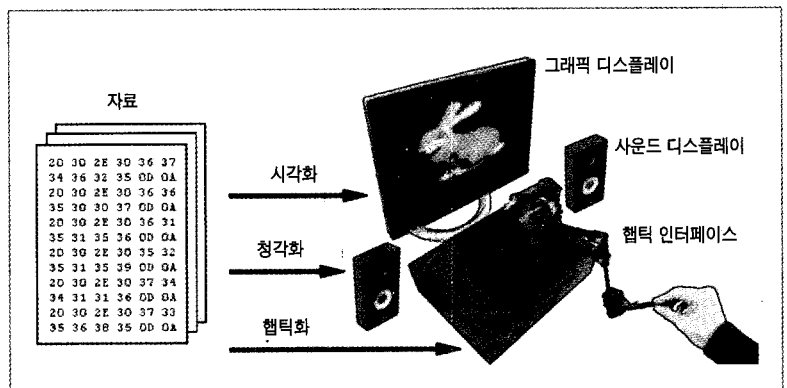 그래픽 디스플레이
자료
사운드 디스플레이
20 30 2E 30 36 37
34 36 32 35 0D 0A
20 30 2E 30 36 36
35 30 30 37 0D 0A
20 30 2E 30 36 31
35 31 35 36 0D 0A
20 30 2E 30 35 32
35 31 35 39 0D 0A
20 30 2E 30 37 34
34 31 31 36 0D 0A
20 30 2E 30 37 33
35 36 38 35 0D 0A
시각화
청각화
햅틱화
햅틱 인터페이스